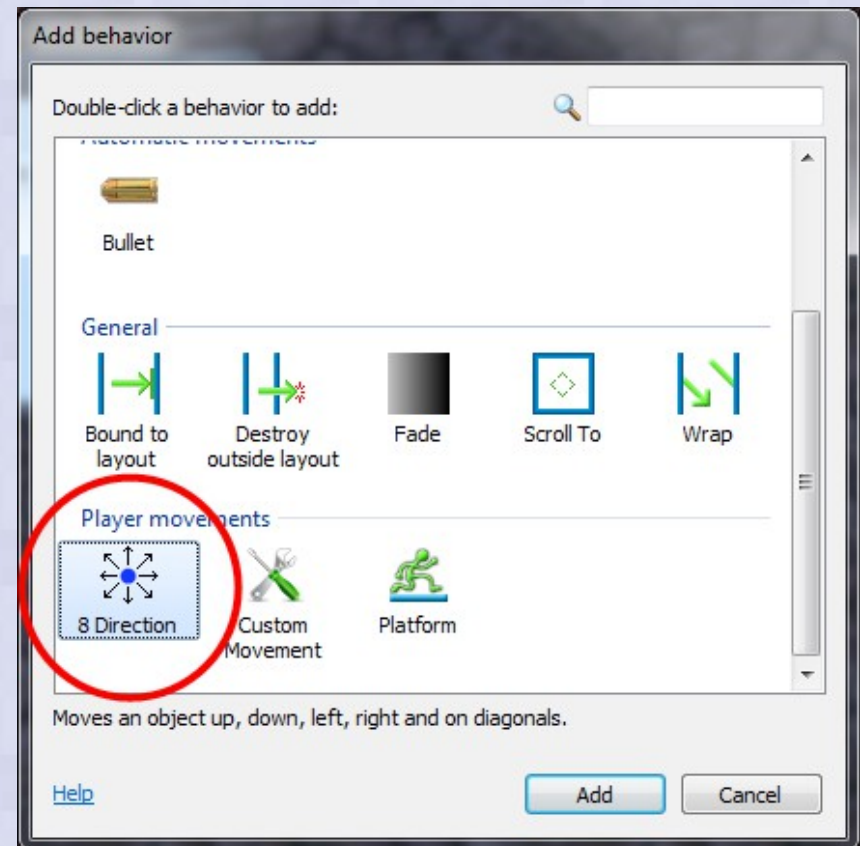 Add behavior
Double-click a behavior to add:
Automatic movements
Bullet
General
Bound to layout
Destroy outside layout
Fade
Scroll To
Wrap
Player movements
8 Direction
Custom Movement
Platform
Moves an object up, down, left, right and on diagonals.
Help
Add
Cancel